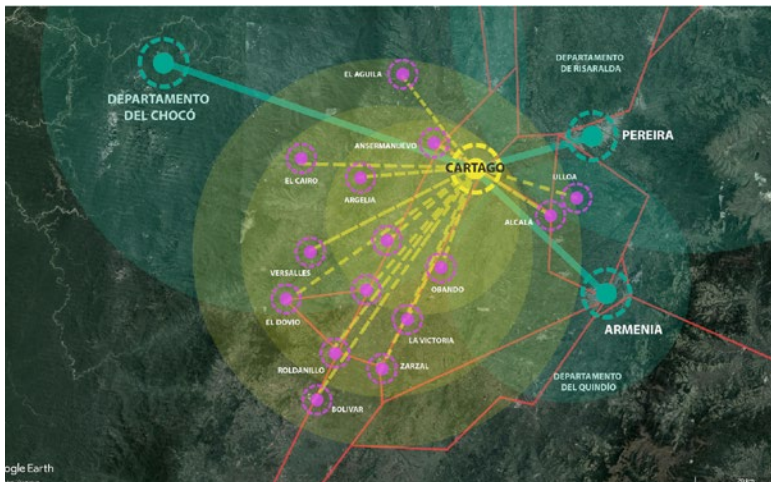 EL AGUILA
DEPARTAMENTO
DE RISARALDA
DEPARTAMENTO
DEL CHOCÓ
PEREIRA
ANSERMANUEVO
CARTAGO
EL CAIRO
ULLOA
ARGELIA
ALCALA
VERSALLES
OBANDO
EL DOVIO
ARMENIA
LA VICTORIA
ROLDANILLO
ZARZAL
DEPARTAMENTO
DEL QUINDÍO
BOLIVAR
ogle Earth